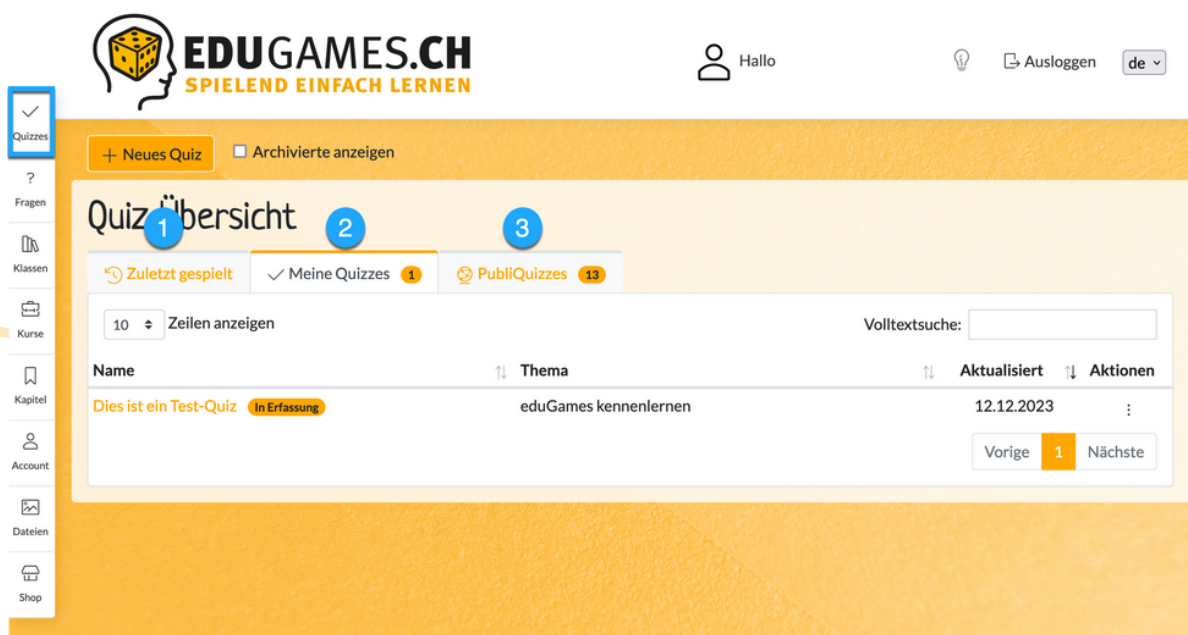 EDUGAMES.CH
SPIELEND EINFACH LERNEN
Hallo
Ausloggen
de
Quizzes
Fragen
Klassen
Kurse
Kapitel
Account
Dateien
Shop
+ Neues Quiz
Archivierte anzeigen
Quiz Übersicht
1
2
3
Zuletzt gespielt
Meine Quizzes 1
PubliQuizzes 13
10 Zeilen anzeigen
Volltextsuche:
Name Thema Aktualisiert Aktionen
Dies ist ein Test-Quiz In Erfassung eduGames kennenlernen 12.12.2023
Vorige 1 Nächste